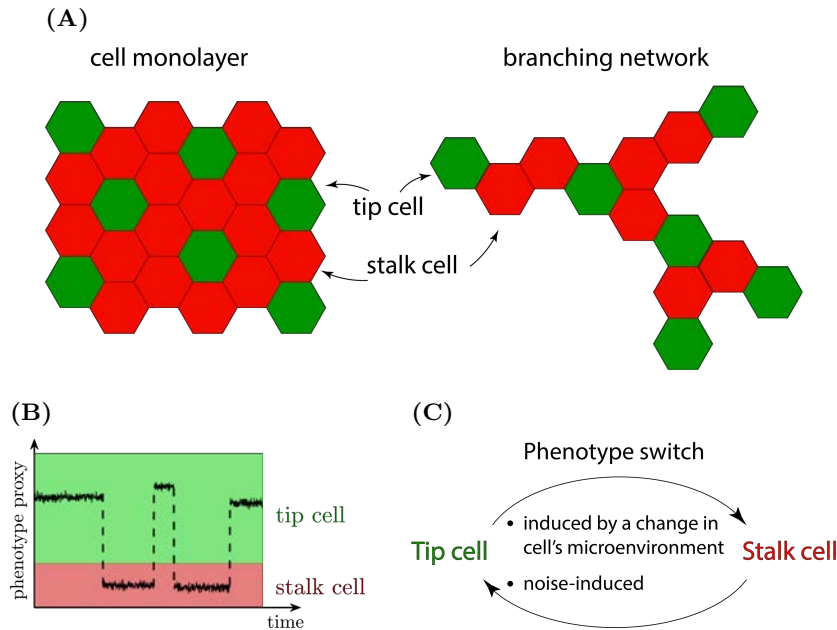 (A)
cell monolayer
branching network
tip cell
stalk cell
(B)
phenotype proxy
tip cell
stalk cell
time
(C)
Phenotype switch
• induced by a change in
cell's microenvironment
Tip cell
Stalk cell
• noise-induced